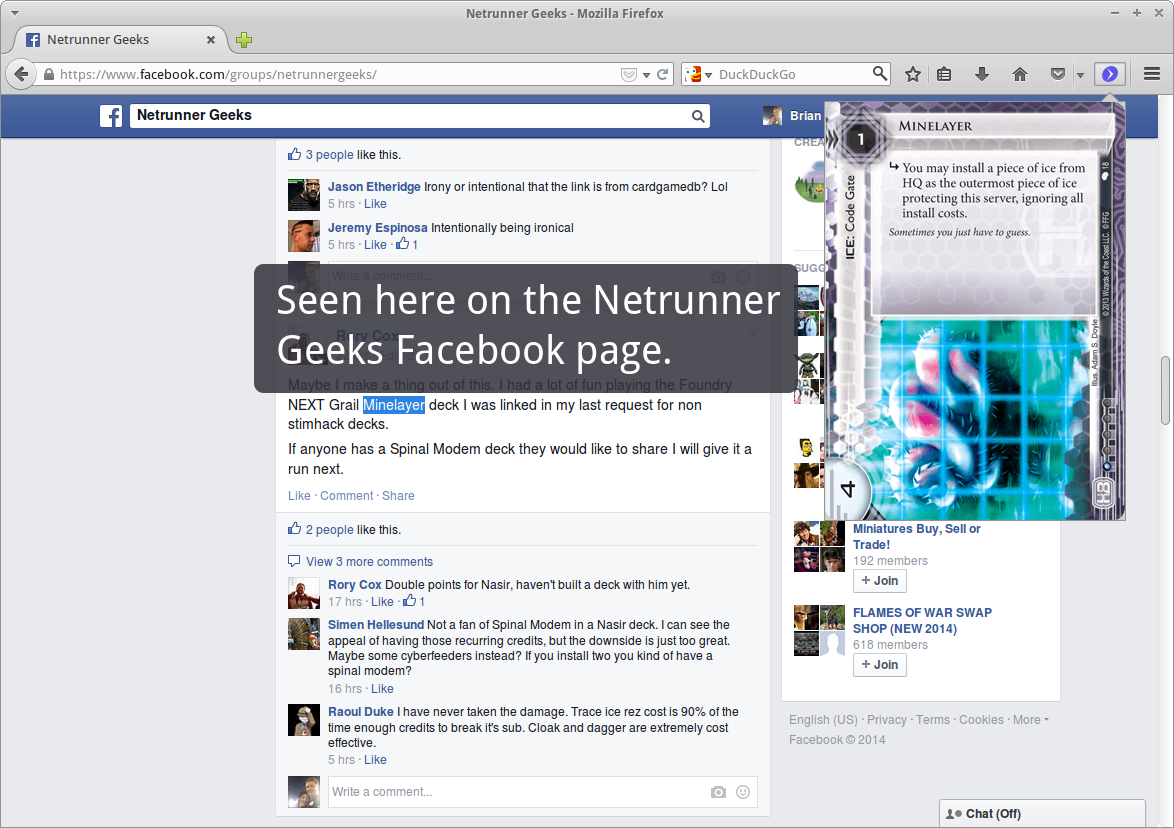 Netrunner Geeks - Mozilla Firefox
Netrunner Geeks
https://www.facebook.com/groups/netrunnergeeks/
DuckDuckGo
Netrunner Geeks
Brian
3 people like this.
Jason Etheridge Irony or intentional that the link is from cardgamedb? Lol
5 hrs · Like
Jeremy Espinosa Intentionally being ironical
5 hrs · Like · 1
Write a comment...
Seen here on the Netrunner
Geeks Facebook page.
Rory Cox
Maybe I make a thing out of this. I had a lot of fun playing the Foundry
NEXT Grail Minelayer deck I was linked in my last request for non
stimhack decks.
If anyone has a Spinal Modem deck they would like to share I will give it a
run next.
Like · Comment · Share
2 people like this.
View 3 more comments
Rory Cox Double points for Nasir, haven't built a deck with him yet.
17 hrs · Like · 1
Simen Hellesund Not a fan of Spinal Modem in a Nasir deck. I can see the
appeal of having those recurring credits, but the downside is just too great.
Maybe some cyberfeeders instead? If you install two you kind of have a
spinal modem?
16 hrs · Like
Raoul Duke I have never taken the damage. Trace ice rez cost is 90% of the
time enough credits to break it's sub. Cloak and dagger are extremely cost
effective.
5 hrs · Like
Write a comment...
CREA
SUGG
1
Minelayer
You may install a piece of ice from
HQ as the outermost piece of ice
protecting this server, ignoring all
install costs.
Sometimes you just have to guess.
ICE: Code Gate
18
© 2013 Wizards of the Coast LLC. © FFG
Illus. Adam S. Doyle
4
HB
Miniatures Buy, Sell or
Trade!
192 members
+ Join
FLAMES OF WAR SWAP
SHOP (NEW 2014)
618 members
+ Join
English (US) · Privacy · Terms · Cookies · More
Facebook © 2014
Chat (Off)